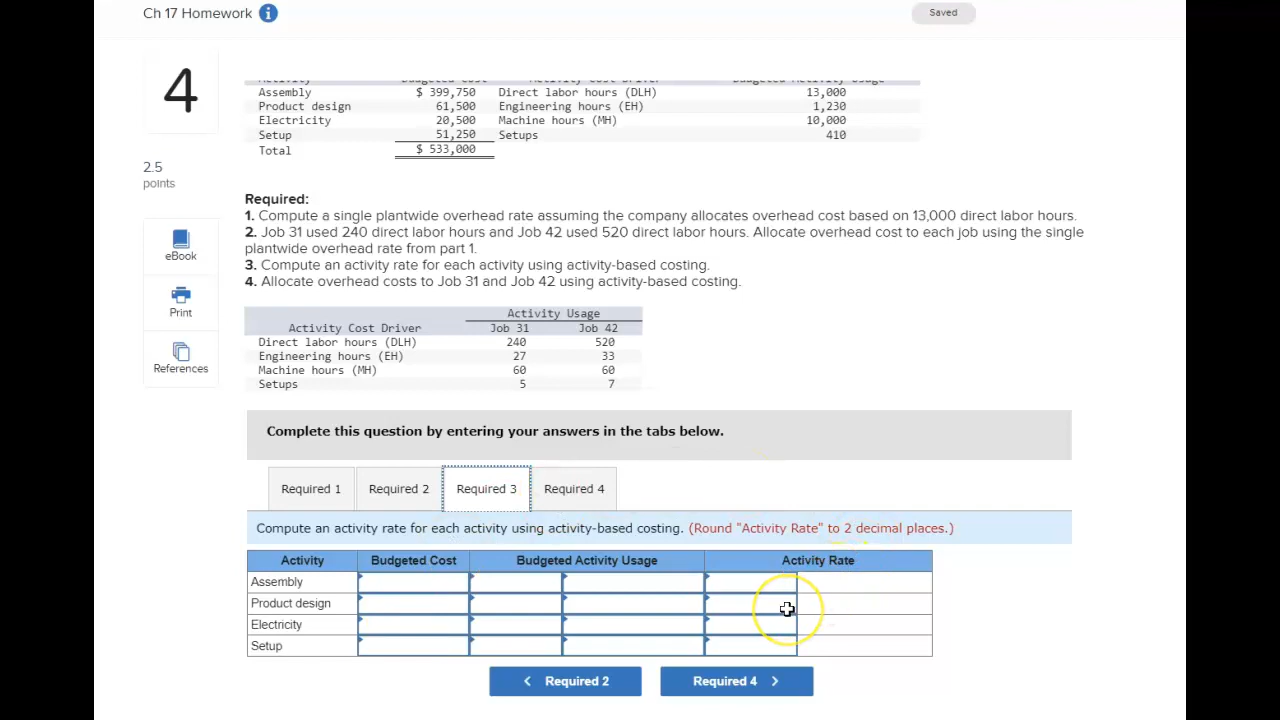 Ch 17 Homework i
Saved
4
2.5
points
eBook
Print
References
Activity Budgeted Cost Activity Cost Driver Budgeted Activity Usage
Assembly $ 399,750 Direct labor hours (DLH) 13,000
Product design 61,500 Engineering hours (EH) 1,230
Electricity 20,500 Machine hours (MH) 10,000
Setup 51,250 Setups 410
Total $ 533,000
Required:
1. Compute a single plantwide overhead rate assuming the company allocates overhead cost based on 13,000 direct labor hours.
2. Job 31 used 240 direct labor hours and Job 42 used 520 direct labor hours. Allocate overhead cost to each job using the single
plantwide overhead rate from part 1.
3. Compute an activity rate for each activity using activity-based costing.
4. Allocate overhead costs to Job 31 and Job 42 using activity-based costing.
Activity Usage
Activity Cost Driver Job 31 Job 42
Direct labor hours (DLH) 240 520
Engineering hours (EH) 27 33
Machine hours (MH) 60 60
Setups 5 7
Complete this question by entering your answers in the tabs below.
Required 1 Required 2 Required 3 Required 4
Compute an activity rate for each activity using activity-based costing. (Round "Activity Rate" to 2 decimal places.)
Activity Budgeted Cost Budgeted Activity Usage Activity Rate
Assembly
Product design
Electricity
Setup
< Required 2 Required 4 >